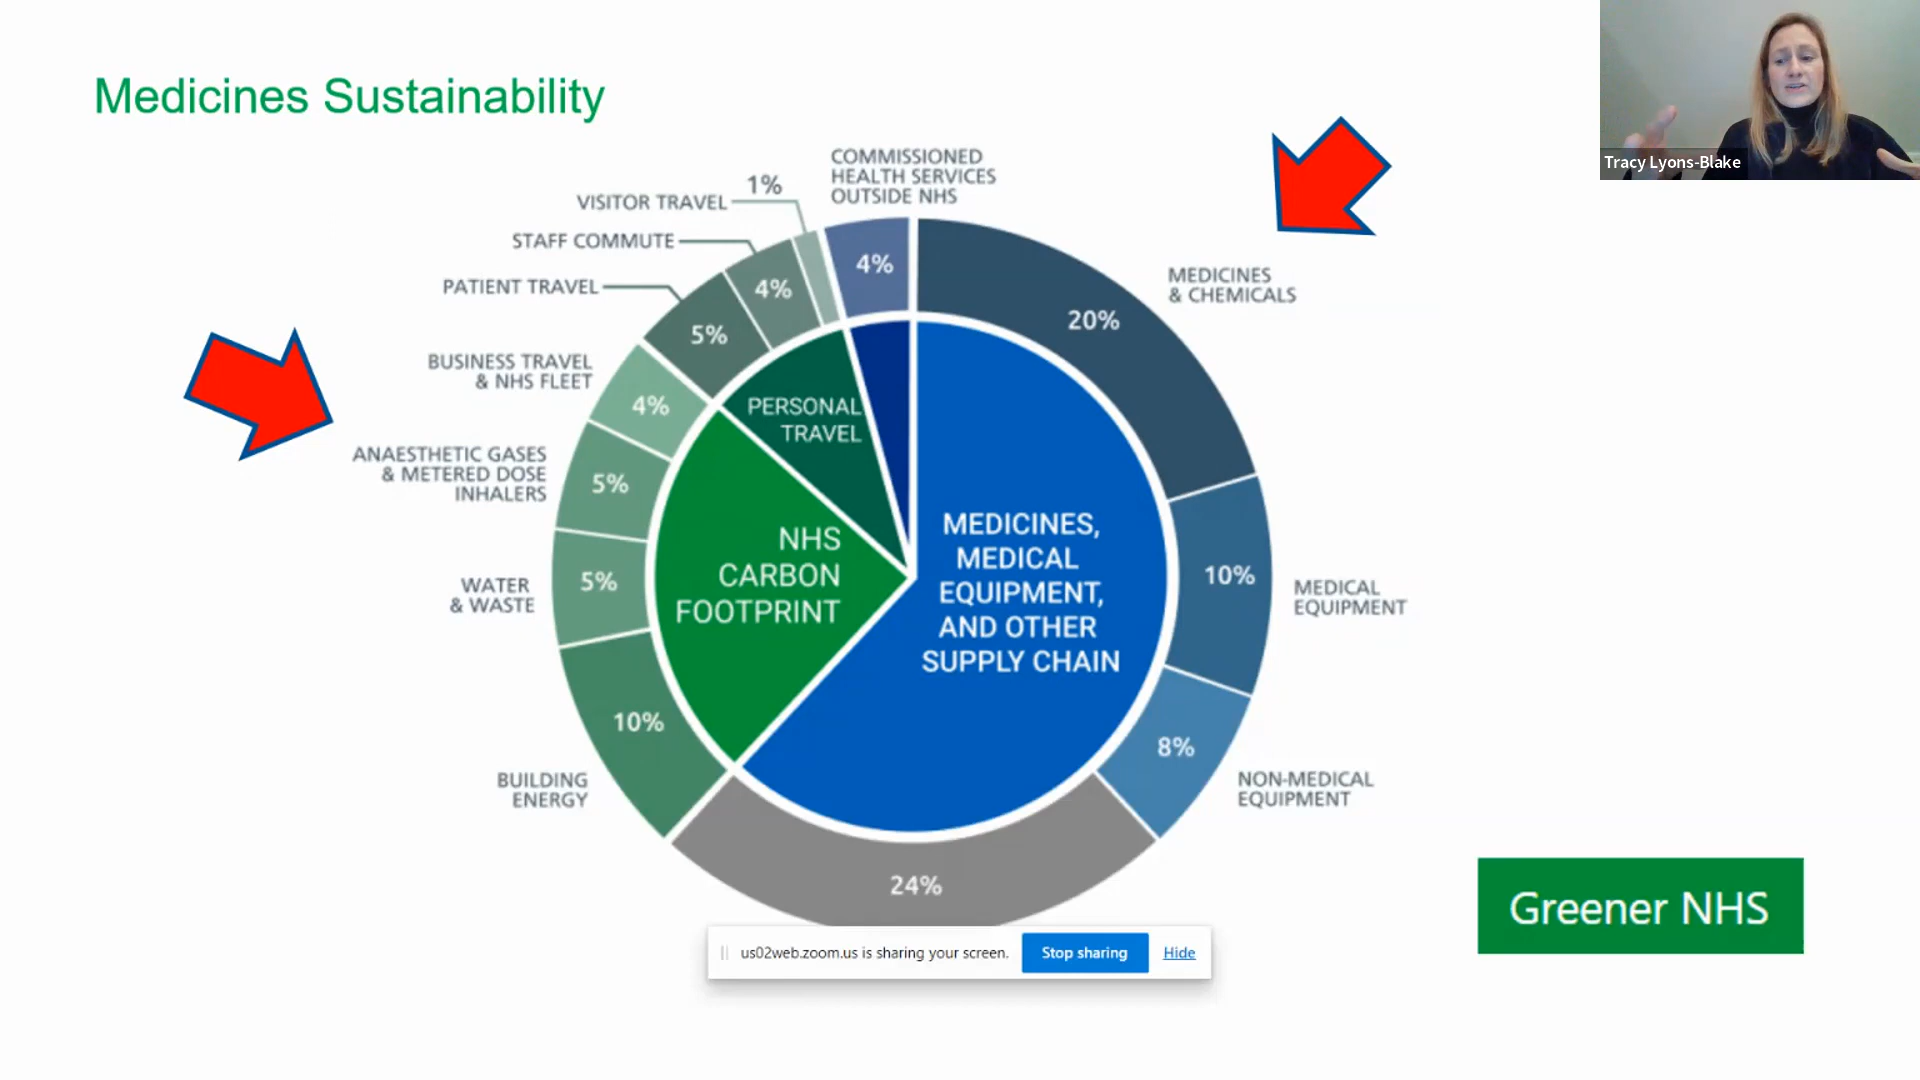 Medicines Sustainability
Tracy Lyons-Blake
COMMISSIONED
HEALTH SERVICES
OUTSIDE NHS
1%
VISITOR TRAVEL
STAFF COMMUTE
PATIENT TRAVEL
BUSINESS TRAVEL
& NHS FLEET
ANAESTHETIC GASES
& METERED DOSE
INHALERS
WATER
& WASTE
BUILDING
ENERGY
4%
4%
5%
4%
5%
5%
10%
24%
20%
10%
8%
MEDICINES
& CHEMICALS
MEDICAL
EQUIPMENT
NON-MEDICAL
EQUIPMENT
PERSONAL
TRAVEL
NHS
CARBON
FOOTPRINT
MEDICINES,
MEDICAL
EQUIPMENT,
AND OTHER
SUPPLY CHAIN
Greener NHS
us02web.zoom.us is sharing your screen.
Stop sharing
Hide